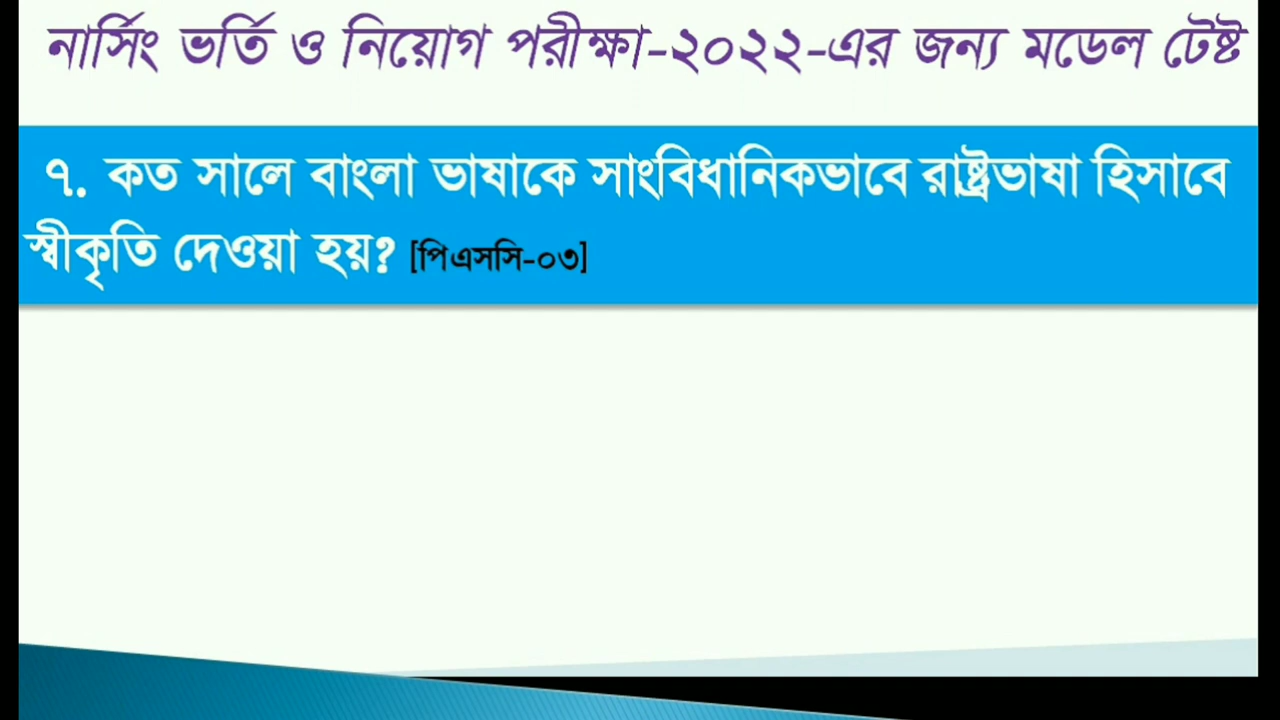 নার্সিং ভর্তি ও নিয়োগ পরীক্ষা-২০২২-এর জন্য মডেল টেষ্ট
৭. কত সালে বাংলা ভাষাকে সাংবিধানিকভাবে রাষ্ট্রভাষা হিসাবে
স্বীকৃতি দেওয়া হয়? [পিএসসি-০৩]